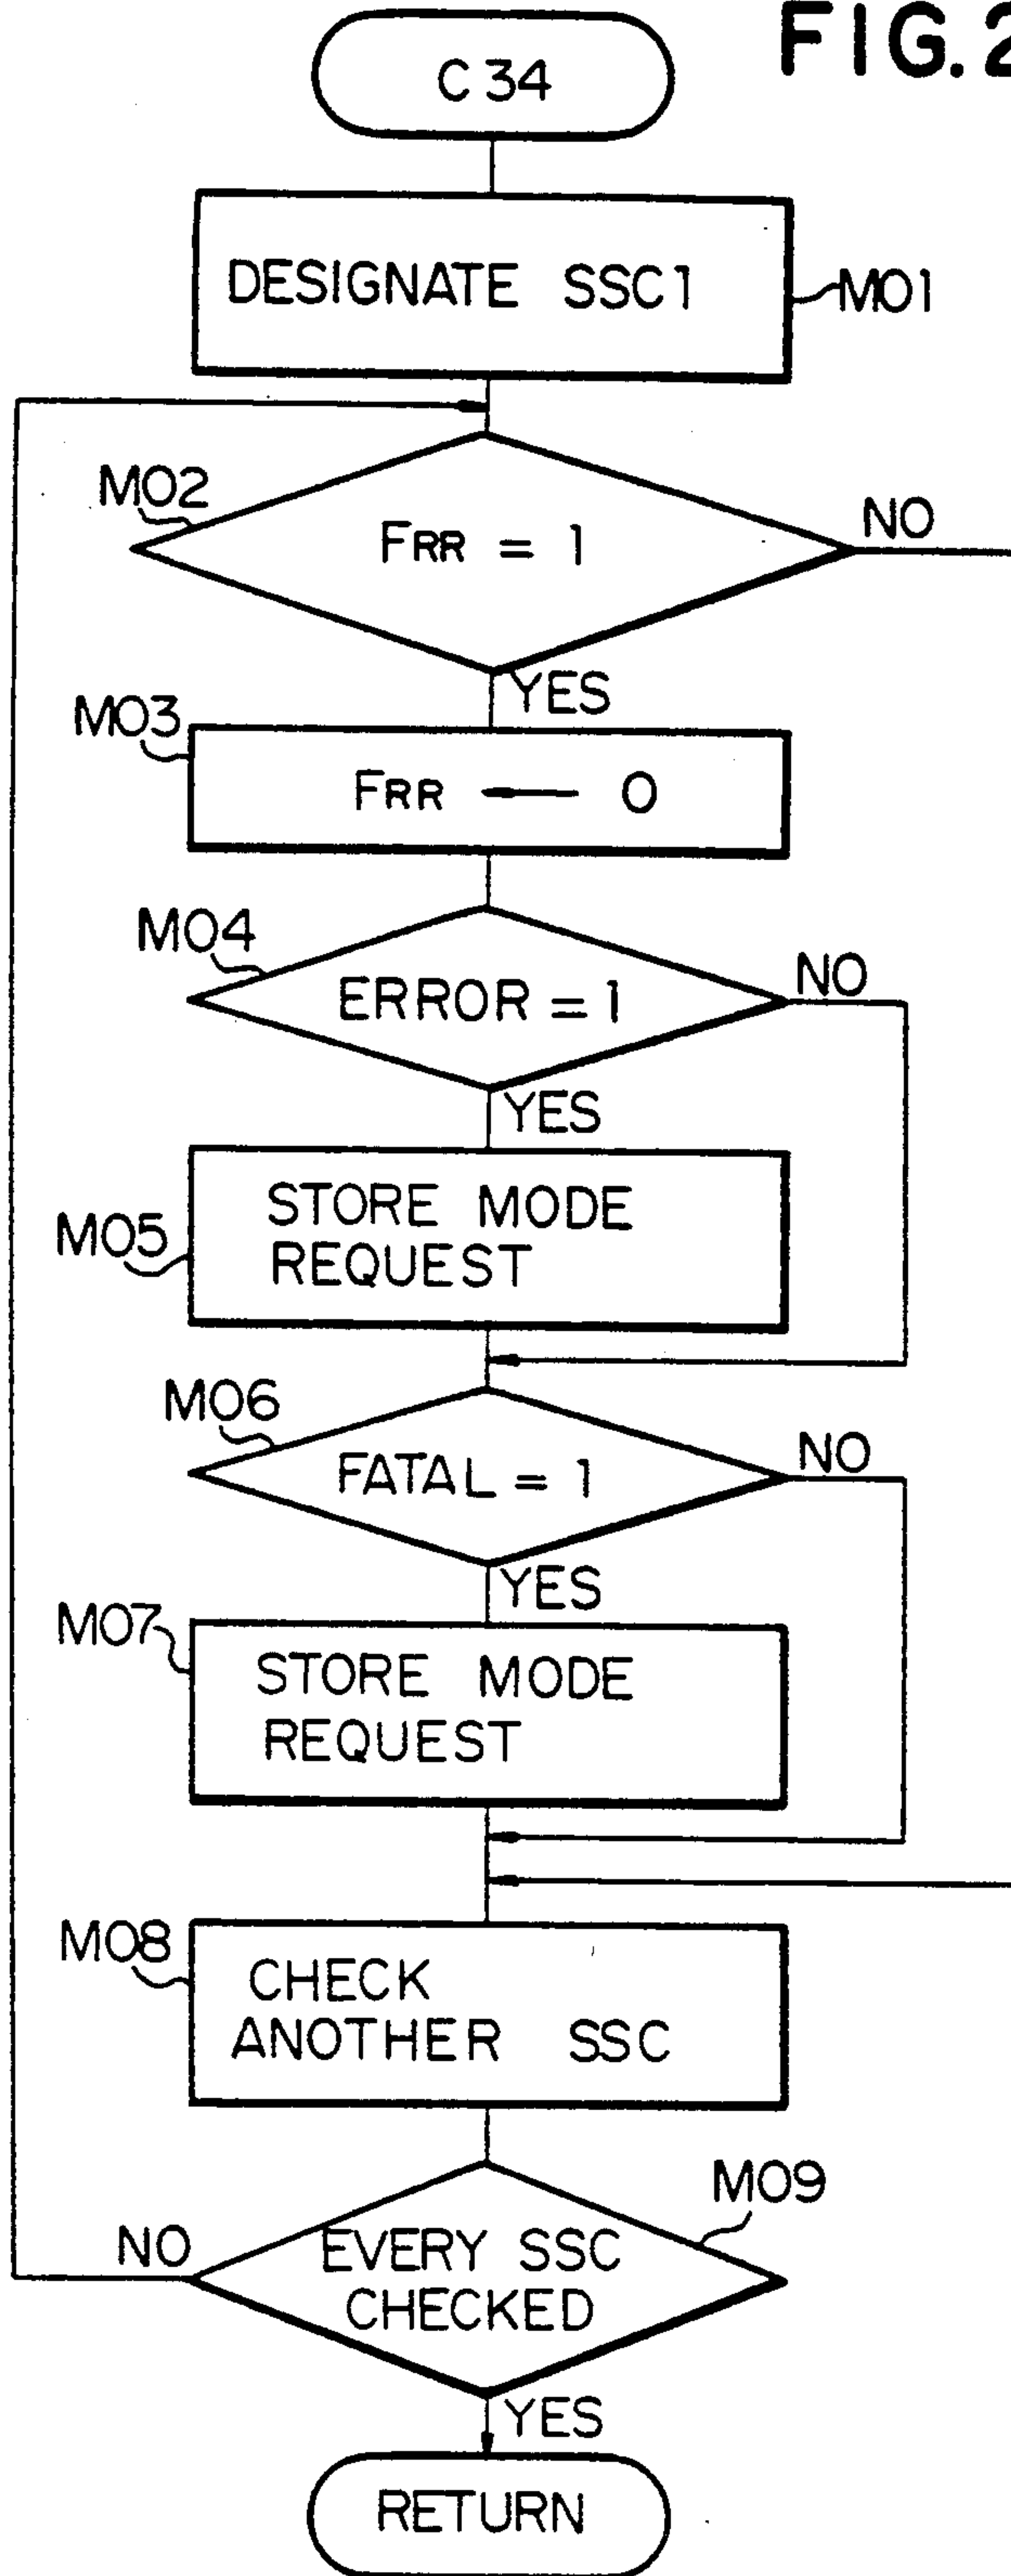 FIG. 2
C34
DESIGNATE SSC1
M01
M02
FRR = 1
NO
YES
M03
FRR ← 0
M04
ERROR = 1
NO
YES
M05
STORE MODE
REQUEST
M06
FATAL = 1
NO
YES
M07
STORE MODE
REQUEST
M08
CHECK
ANOTHER SSC
M09
NO
EVERY SSC
CHECKED
YES
RETURN